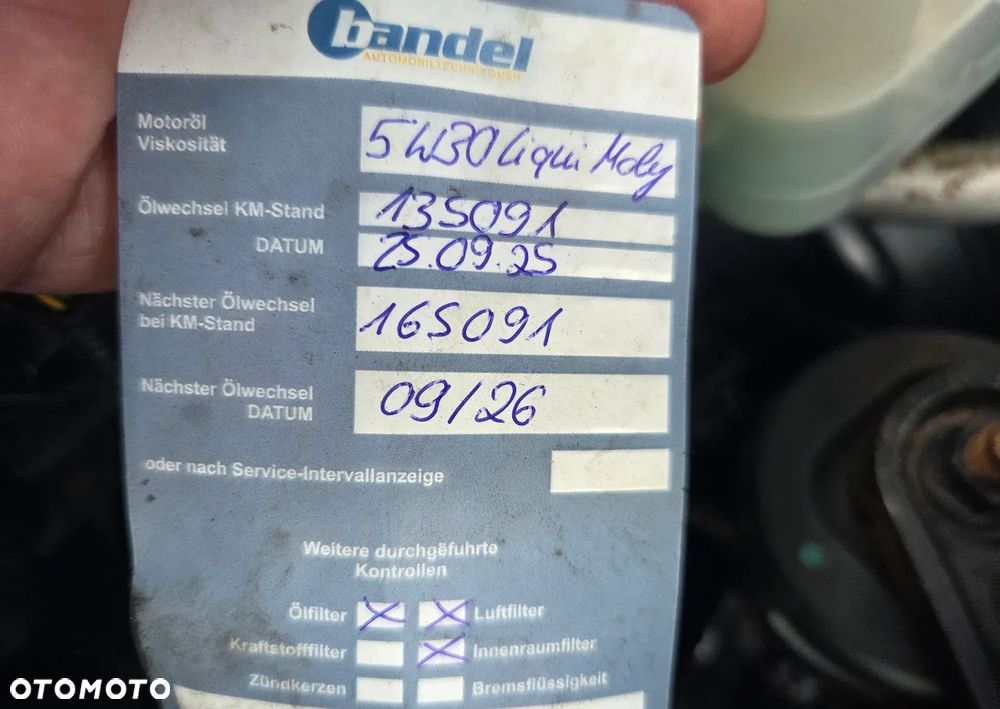 bandel
AUTOMOBILTECHNIK GMBH
Motoröl
Viskosität
5W30 Liqui Moly
Ölwechsel KM-Stand 135091
DATUM 25.09.25
Nächster Ölwechsel
bei KM-Stand
165091
Nächster Ölwechsel
DATUM
09/26
oder nach Service-Intervallanzeige
Weitere durchgeführte
Kontrollen
Ölfilter X X Luftfilter
Kraftstofffilter X Innenraumfilter
Zündkerzen Bremsflüssigkeit
OTOMOTO